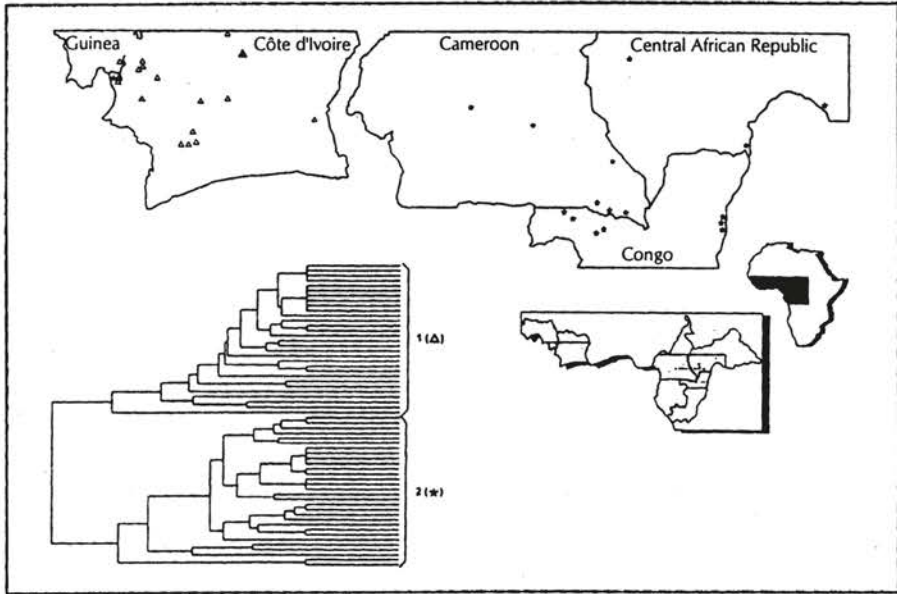 Guinea
Côte d'Ivoire
Cameroon
Central African Republic
Congo
1 (△)
2 (★)